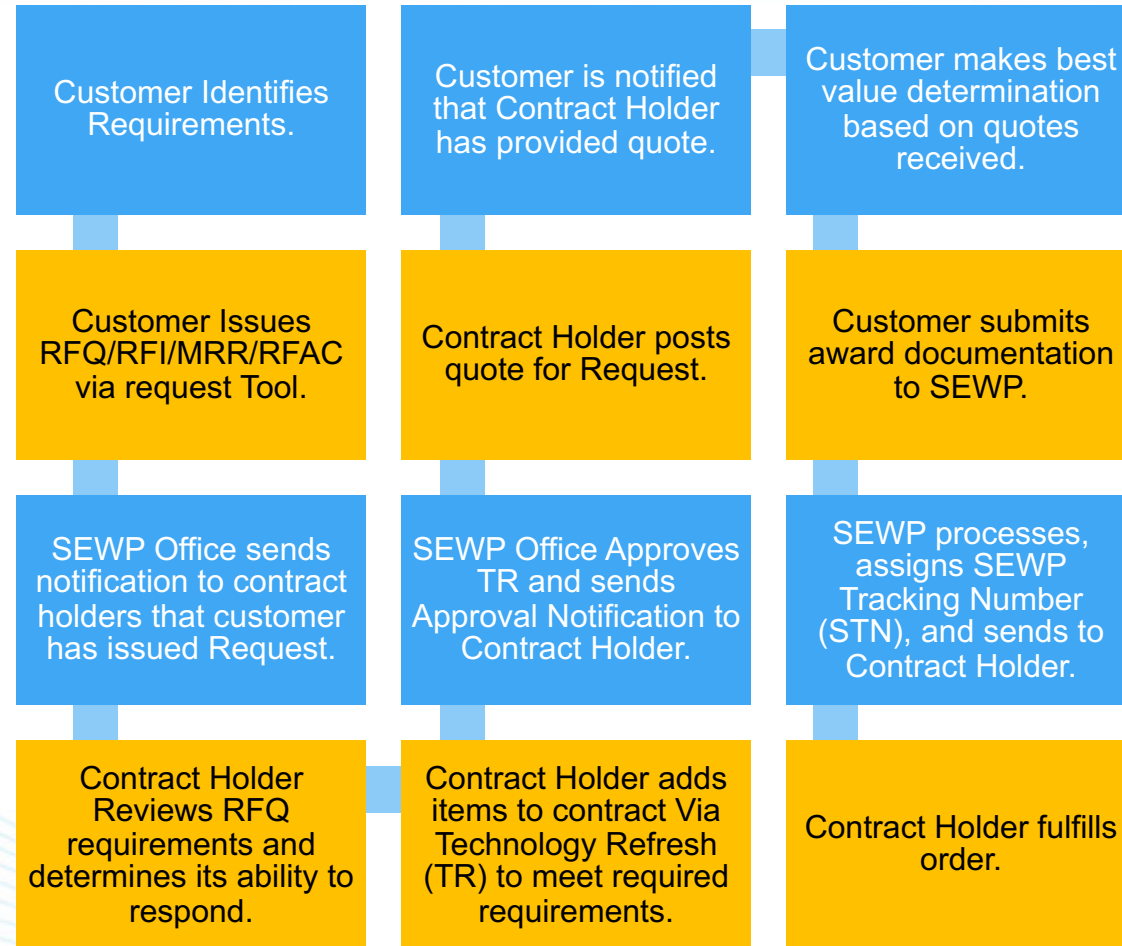 Customer Identifies
Requirements.
Customer Issues
RFQ/RFI/MRR/RFAC
via request Tool.
SEWP Office sends
notification to contract
holders that customer
has issued Request.
Contract Holder
Reviews RFQ
requirements and
determines its ability to
respond.
Contract Holder adds
items to contract Via
Technology Refresh
(TR) to meet required
requirements.
SEWP Office Approves
TR and sends
Approval Notification to
Contract Holder.
Contract Holder posts
quote for Request.
Customer is notified
that Contract Holder
has provided quote.
Customer makes best
value determination
based on quotes
received.
Customer submits
award documentation
to SEWP.
SEWP processes,
assigns SEWP
Tracking Number
(STN), and sends to
Contract Holder.
Contract Holder fulfills
order.